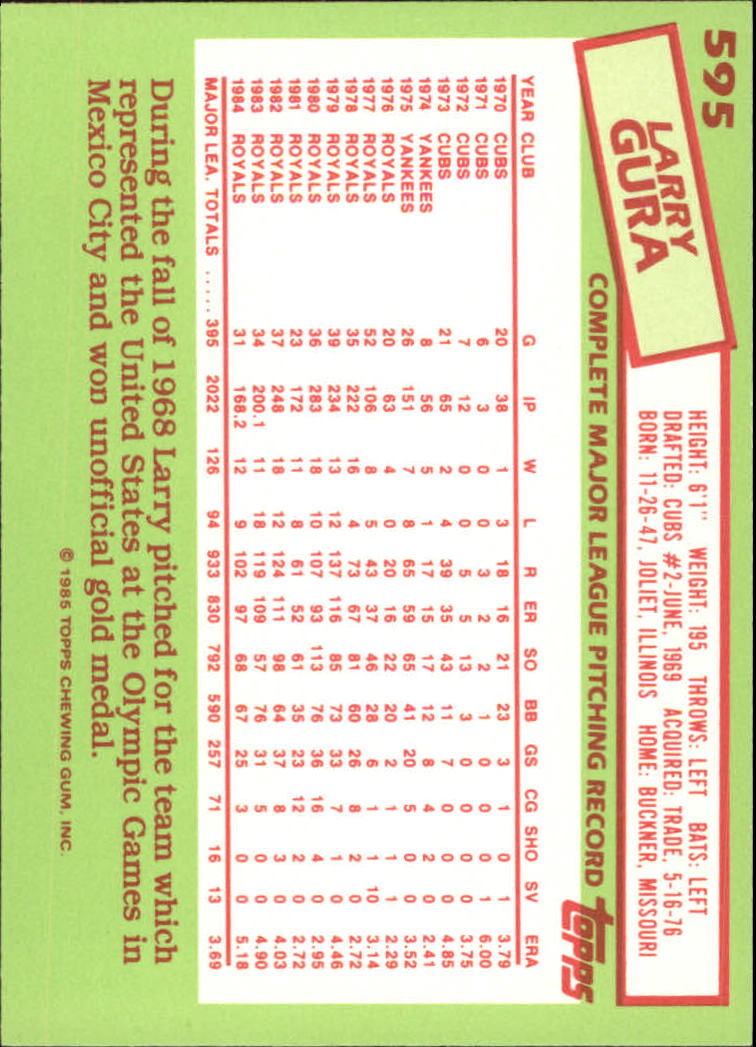 595
LARRY
GURA
HEIGHT: 6'1" WEIGHT: 195 THROWS: LEFT BATS: LEFT
DRAFTED: CUBS #2-JUNE, 1969 ACQUIRED: TRADE, 5-16-76
BORN: 11-26-47, JOLIET, ILLINOIS HOME: BUCKNER, MISSOURI
COMPLETE MAJOR LEAGUE PITCHING RECORD topps
YEAR CLUB G IP W L R ER SO BB GS CG SHO SV ERA
1970 CUBS 20 38 1 3 18 16 21 23 3 1 0 1 3.79
1971 CUBS 6 3 0 0 3 2 2 1 0 0 0 1 6.00
1972 CUBS 7 12 0 0 5 5 13 3 0 0 0 0 3.75
1973 CUBS 21 65 2 4 39 35 43 11 7 0 0 0 4.85
1974 YANKEES 8 56 5 1 17 15 17 12 8 4 2 0 2.41
1975 YANKEES 26 151 7 8 65 59 65 41 20 5 0 0 3.52
1976 ROYALS 20 63 4 0 20 16 22 20 2 1 1 1 2.29
1977 ROYALS 52 106 8 5 43 37 46 28 6 1 1 10 3.14
1978 ROYALS 35 222 16 4 73 67 81 60 26 8 2 0 2.72
1979 ROYALS 39 234 13 12 137 116 85 73 33 7 1 0 4.46
1980 ROYALS 36 283 18 10 107 93 113 76 36 16 4 0 2.95
1981 ROYALS 23 172 11 8 61 52 61 35 23 12 2 0 2.72
1982 ROYALS 37 248 18 12 124 111 98 64 37 8 3 0 4.03
1983 ROYALS 34 200.1 11 18 119 109 57 76 31 5 0 0 4.90
1984 ROYALS 31 168.2 12 9 102 97 68 67 25 3 0 0 5.18
MAJOR LEA. TOTALS ..... 395 2022 126 94 933 830 792 590 257 71 16 13 3.69
During the fall of 1968 Larry pitched for the team which
represented the United States at the Olympic Games in
Mexico City and won unofficial gold medal.
© 1985 TOPPS CHEWING GUM, INC.